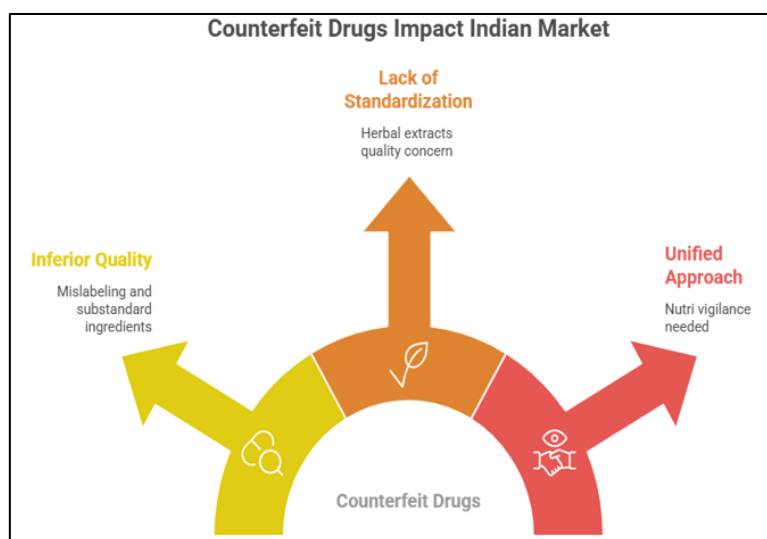 Counterfeit Drugs Impact Indian Market
Lack of
Standardization
Herbal extracts
quality concern
Inferior Quality
Mislabeling and
substandard
ingredients
Unified
Approach
Nutri vigilance
needed
Counterfeit Drugs